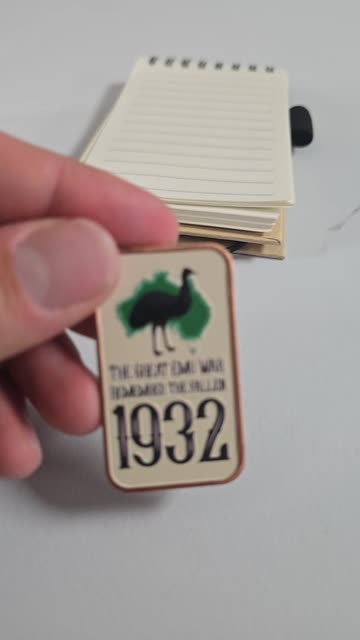 THE GREAT EMU WAR
REMEMBER THE FALLEN
1932